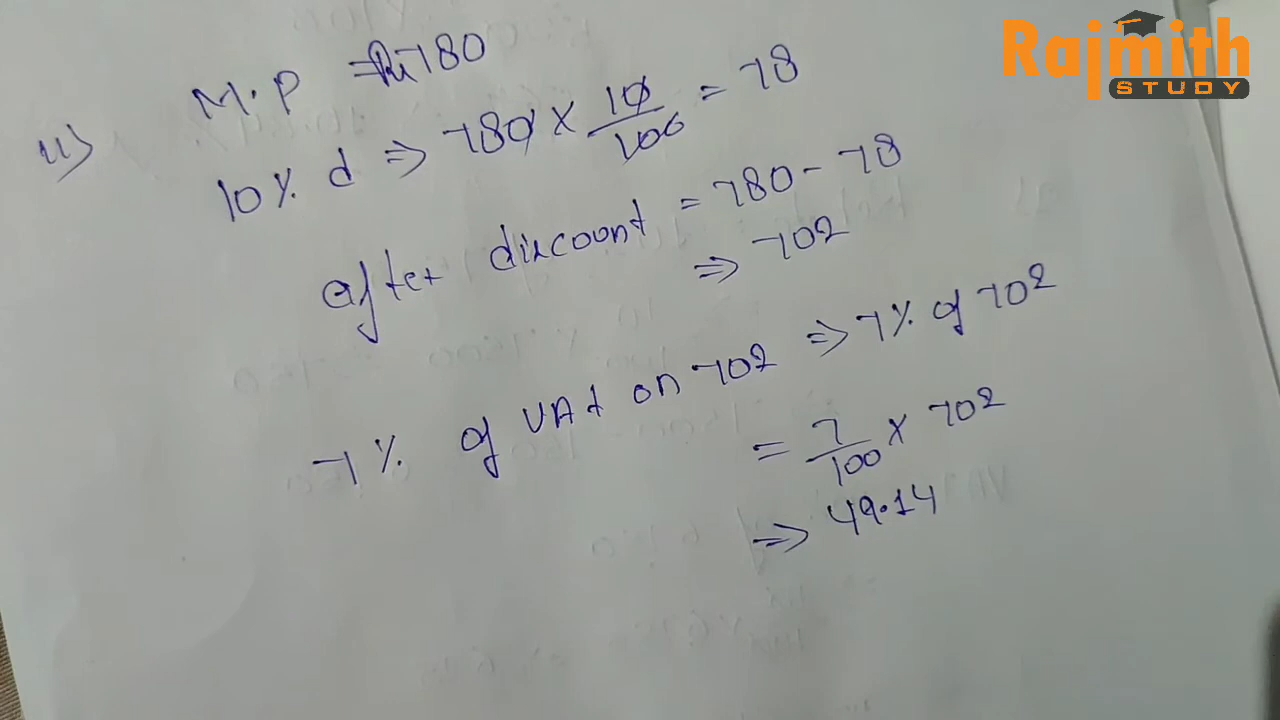 Rajmith
STUDY
11) M.P = Rs 780
10% d ⇒ 780 × 10/100 = 78
after discount = 780 - 78
⇒ 702
7% of VAt on 702 ⇒ 7% of 702
= 7/100 × 702
⇒ 49.14